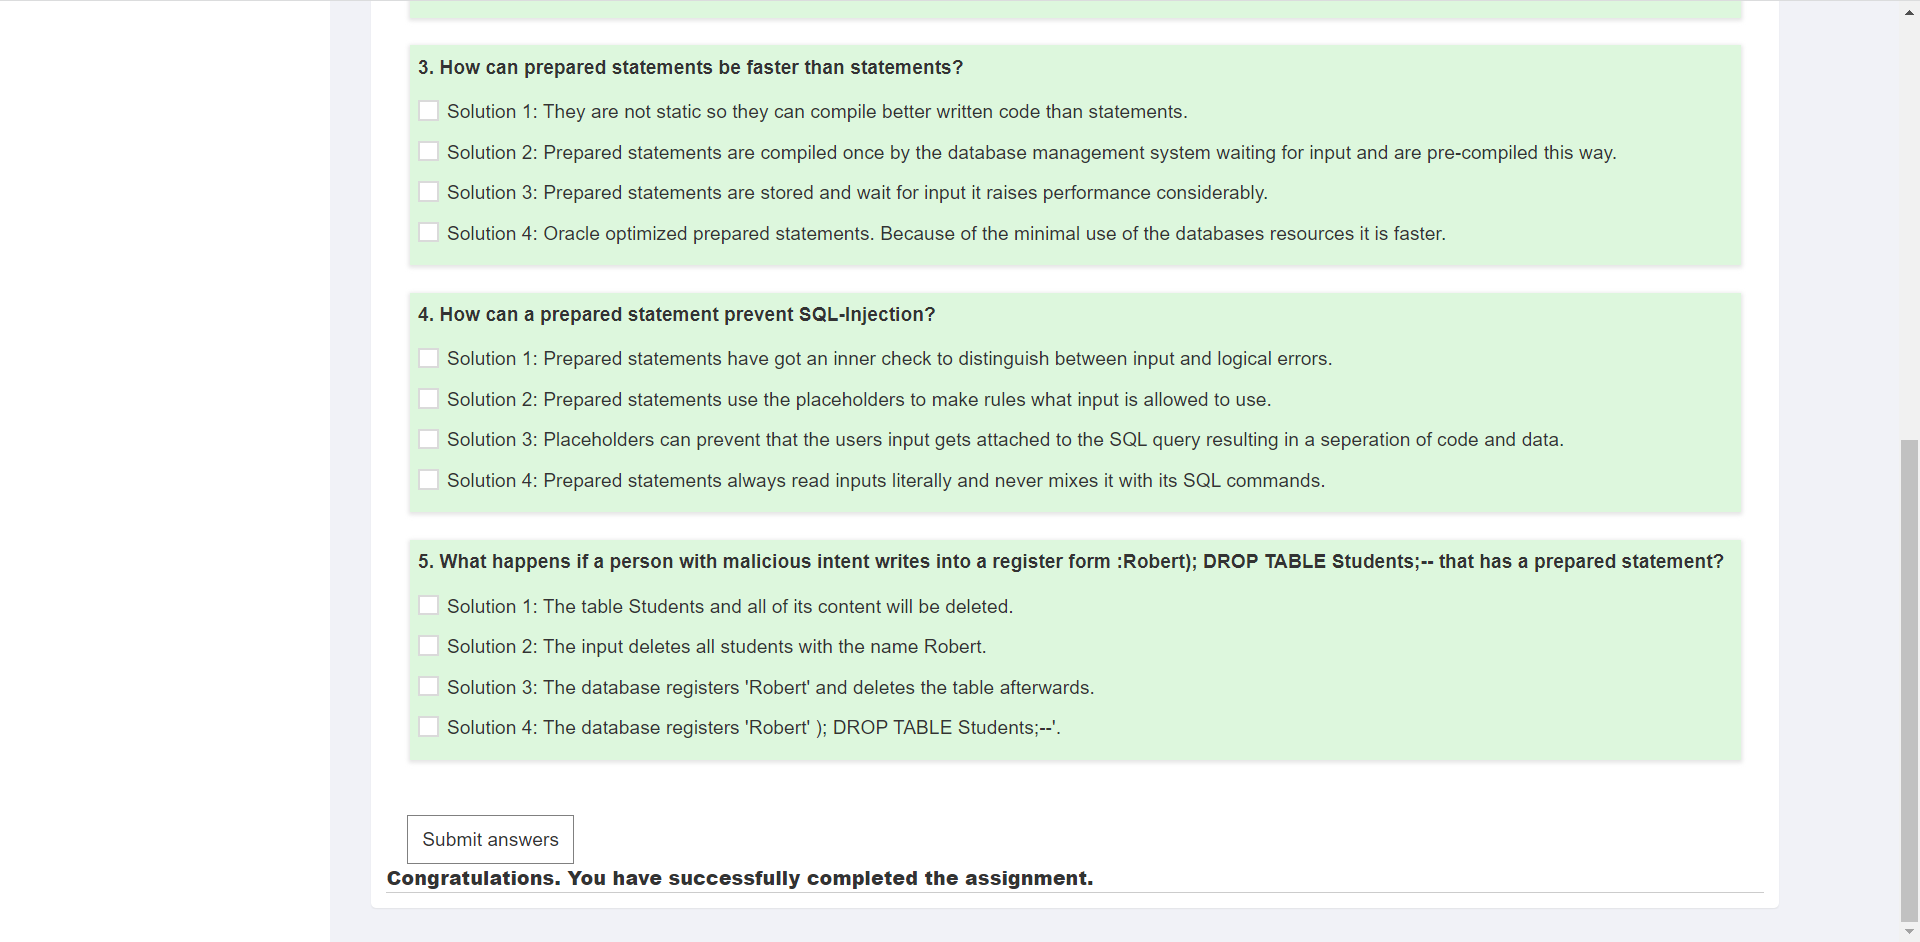 3. How can prepared statements be faster than statements?
Solution 1: They are not static so they can compile better written code than statements.
Solution 2: Prepared statements are compiled once by the database management system waiting for input and are pre-compiled this way.
Solution 3: Prepared statements are stored and wait for input it raises performance considerably.
Solution 4: Oracle optimized prepared statements. Because of the minimal use of the databases resources it is faster.
4. How can a prepared statement prevent SQL-Injection?
Solution 1: Prepared statements have got an inner check to distinguish between input and logical errors.
Solution 2: Prepared statements use the placeholders to make rules what input is allowed to use.
Solution 3: Placeholders can prevent that the users input gets attached to the SQL query resulting in a seperation of code and data.
Solution 4: Prepared statements always read inputs literally and never mixes it with its SQL commands.
5. What happens if a person with malicious intent writes into a register form :Robert); DROP TABLE Students;-- that has a prepared statement?
Solution 1: The table Students and all of its content will be deleted.
Solution 2: The input deletes all students with the name Robert.
Solution 3: The database registers 'Robert' and deletes the table afterwards.
Solution 4: The database registers 'Robert' ); DROP TABLE Students;--'.
Submit answers
Congratulations. You have successfully completed the assignment.